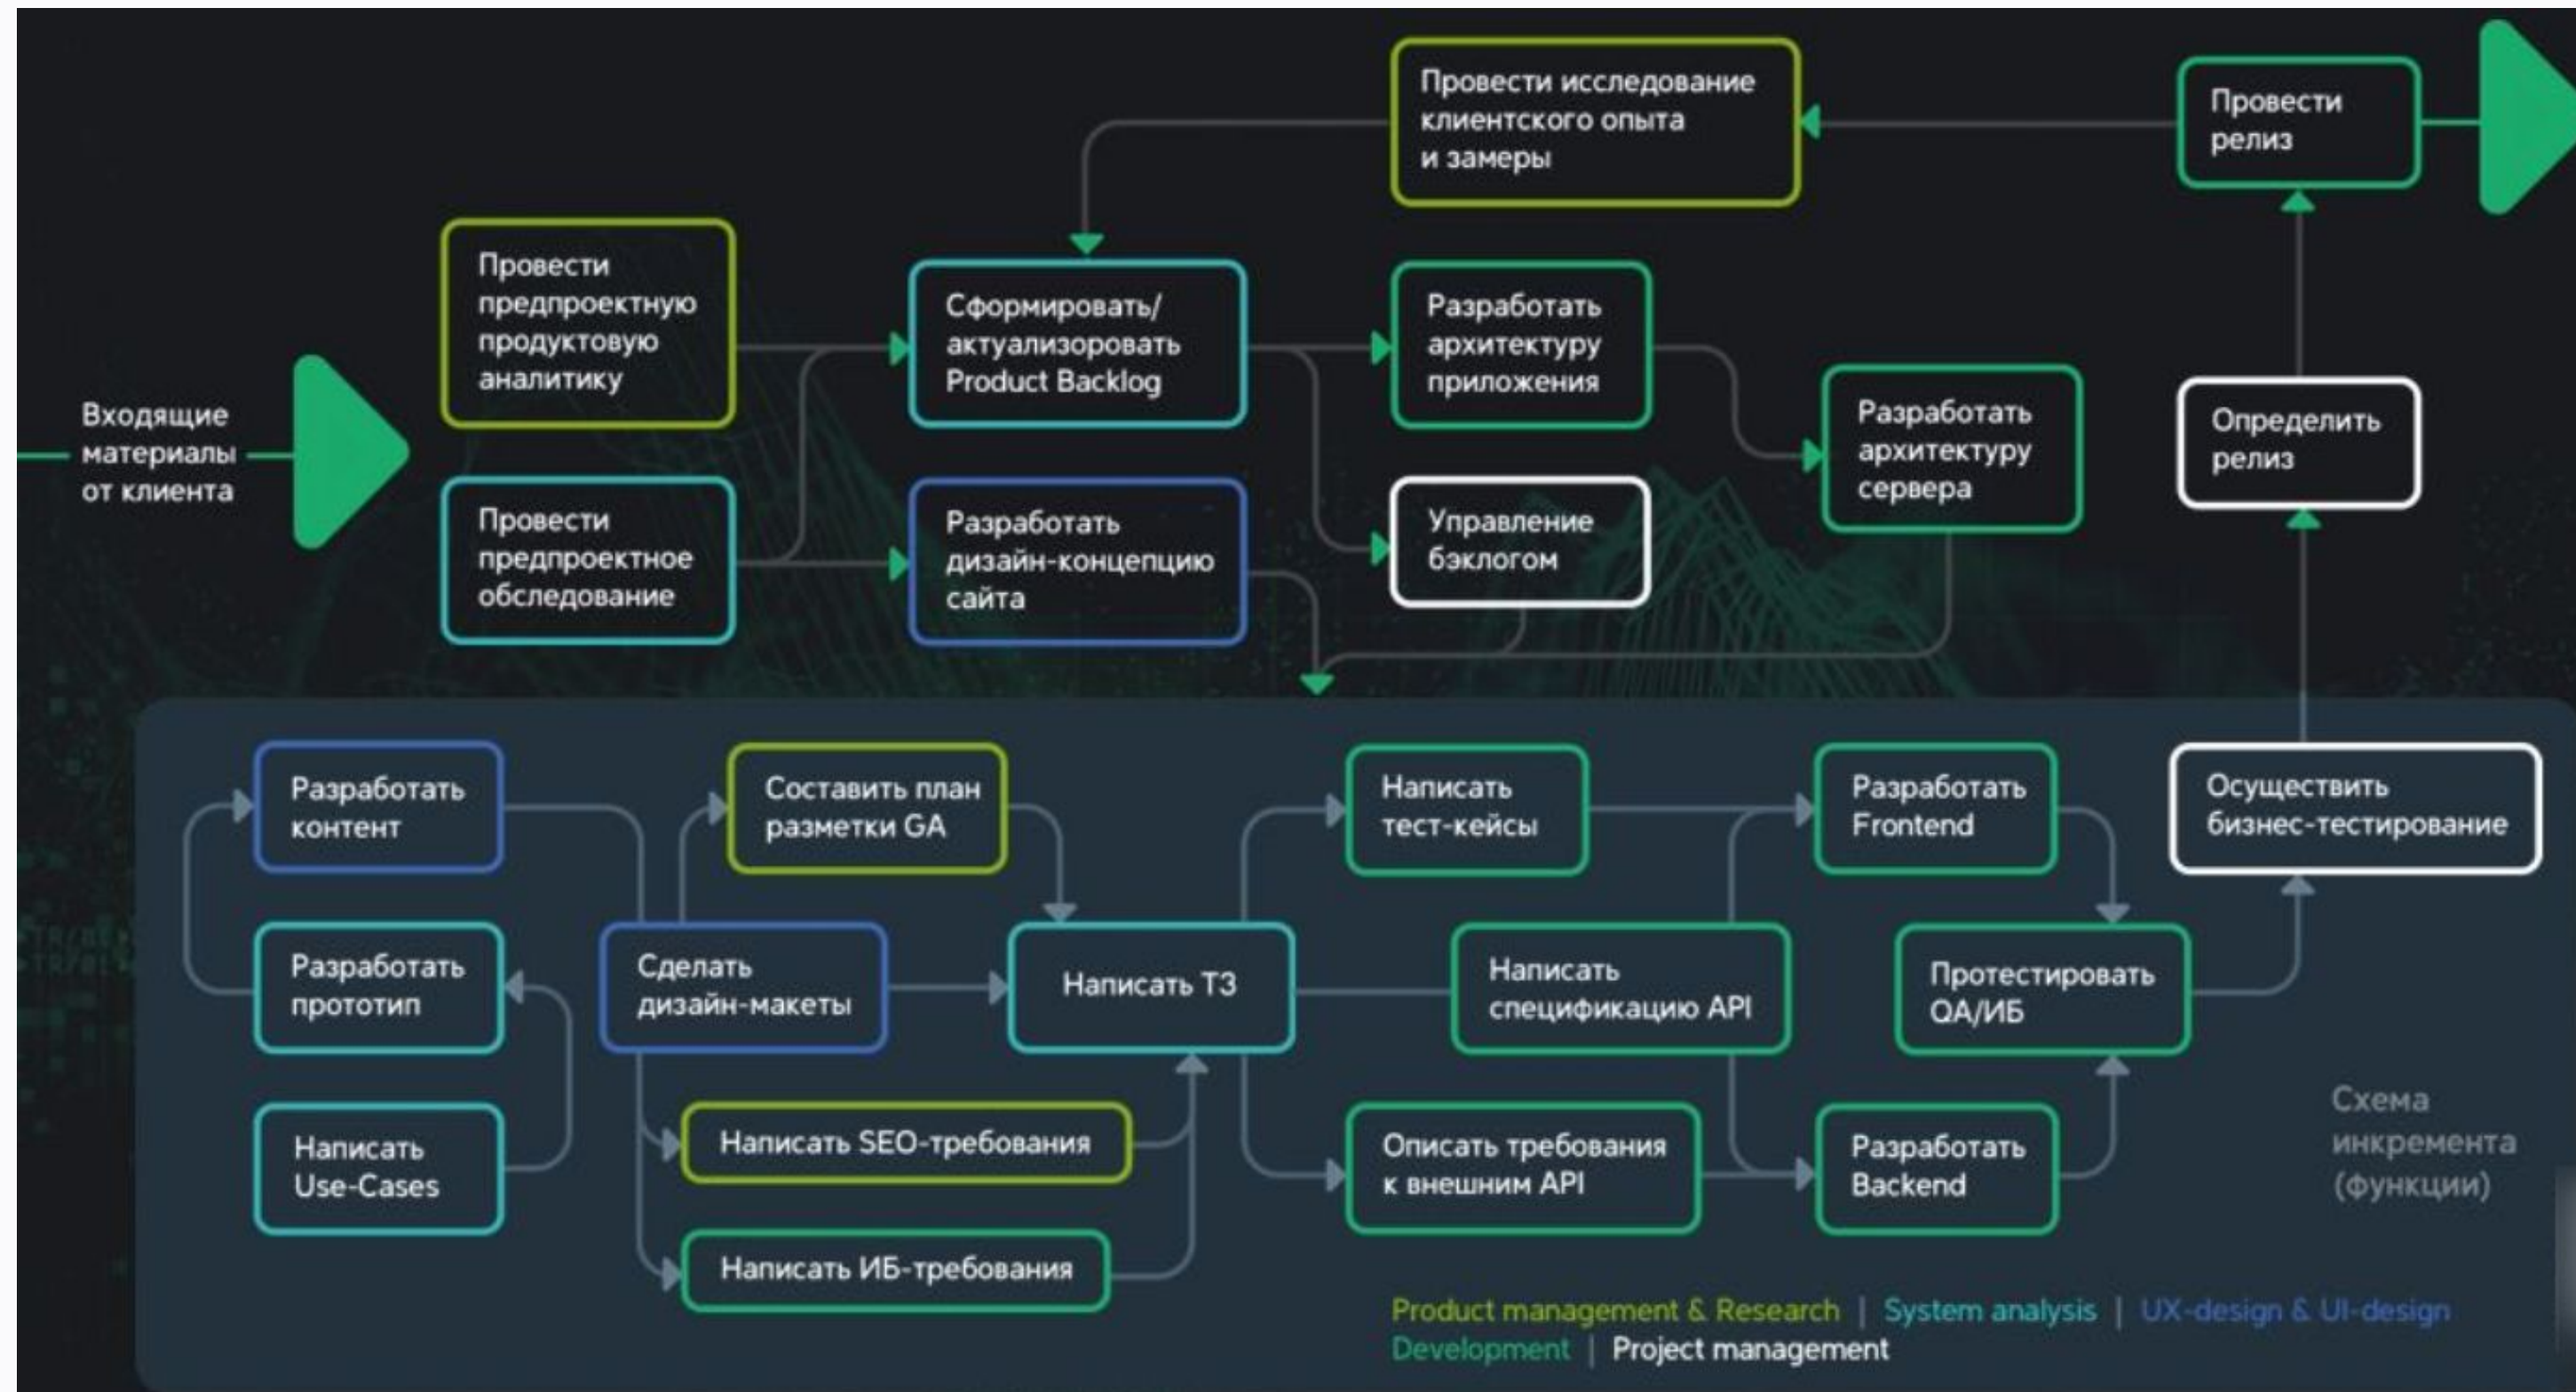 Провести исследование
клиентского опыта
и замеры
Провести
релиз
Провести
предпроектную
продуктовую
аналитику
Сформировать/
актуализоровать
Product Backlog
Разработать
архитектуру
приложения
Разработать
архитектуру
сервера
Определить
релиз
Входящие
материалы
от клиента
Провести
предпроектное
обследование
Разработать
дизайн-концепцию
сайта
Управление
бэклогом
Разработать
контент
Составить план
разметки GA
Написать
тест-кейсы
Разработать
Frontend
Осуществить
бизнес-тестирование
Разработать
прототип
Сделать
дизайн-макеты
Написать ТЗ
Написать
спецификацию API
Протестировать
QA/ИБ
Написать
Use-Cases
Написать SEO-требования
Описать требования
к внешним API
Разработать
Backend
Схема
инкремента
(функции)
Написать ИБ-требования
Product management & Research | System analysis | UX-design & UI-design
Development | Project management